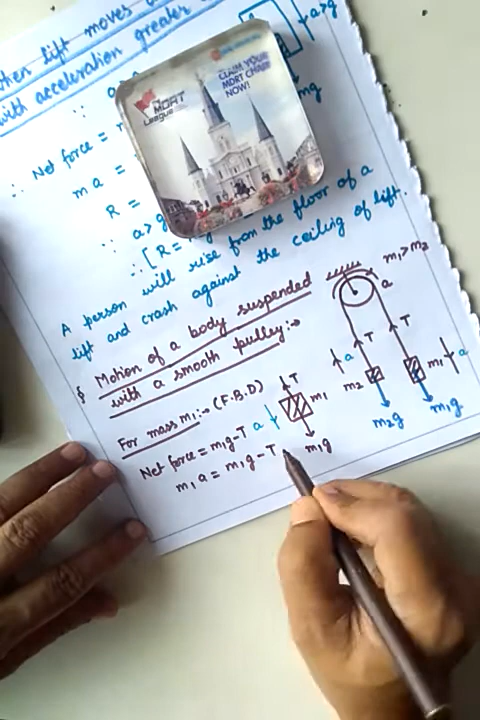 when lift moves
with acceleration greater
a>g
∴ Net force =
mg
ma =
R =
∵ a>g
∴ [R =
A person will rise from the floor of a
lift and crash against the ceiling of lift.
MDRT
League
CLAIM YOUR
MDRT CHAIR
NOW!
§ Motion of a body suspended
with a smooth pulley:→
m₁>m₂
a
T
T
a
m₂
m₁
a
m₂g
m₁g
For mass m₁:→ (F.B.D)
T
a
m₁
m₁g
Net force = m₁g-T
m₁a = m₁g-T